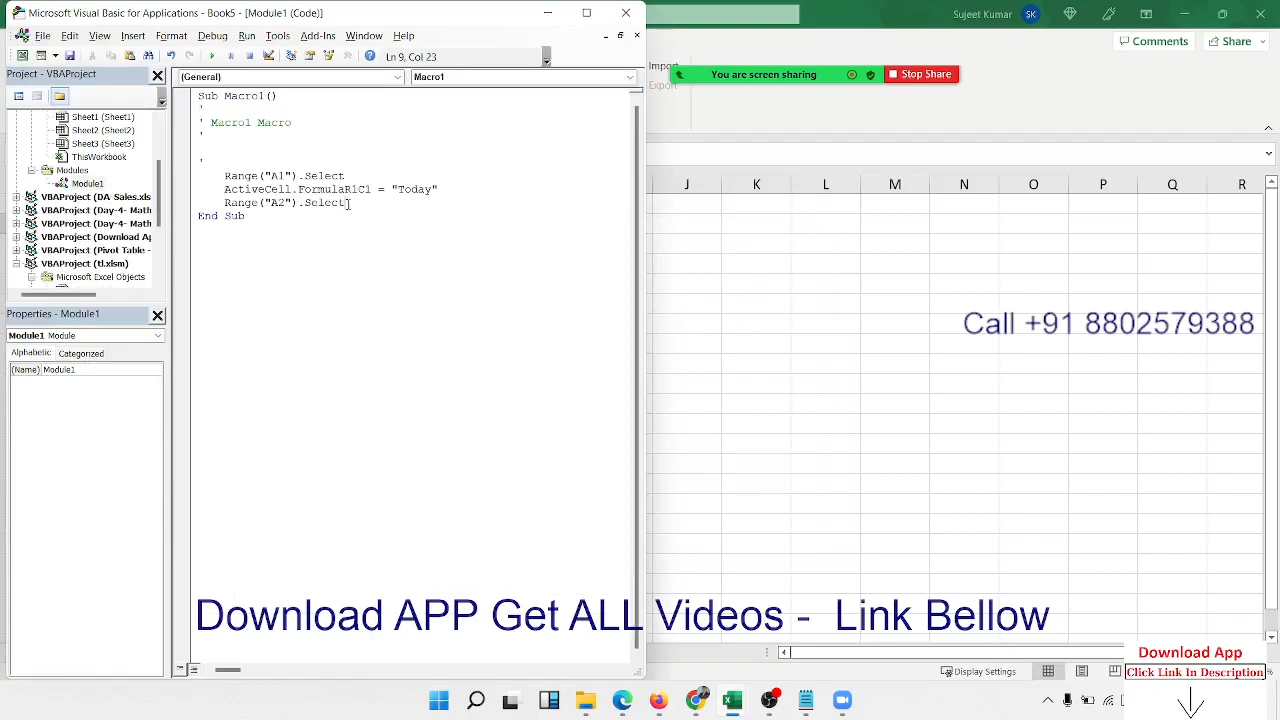 Microsoft Visual Basic for Applications - Book5 - [Module1 (Code)]
Sujeet Kumar SK
File Edit View Insert Format Debug Run Tools Add-Ins Window Help
Comments Share
Ln 9, Col 23
Import
Export
You are screen sharing Stop Share
Project - VBAProject
(General) Macro1
Sheet1 (Sheet1)
Sheet2 (Sheet2)
Sheet3 (Sheet3)
ThisWorkbook
Modules
Module1
VBAProject (DA- Sales.xls
VBAProject (Day-4- Math
VBAProject (Day-4- Math
VBAProject (Download Ap
VBAProject (Pivot Table -
VBAProject (tl.xlsm)
Microsoft Excel Objects
Sub Macro1()
'
' Macro1 Macro
'
'
Range("A1").Select
ActiveCell.FormulaR1C1 = "Today"
Range("A2").Select
End Sub
J K L M N O P Q R
Properties - Module1
Module1 Module
Alphabetic Categorized
(Name) Module1
Call +91 8802579388
Download APP Get ALL Videos - Link Bellow
Download App
Click Link In Description
Display Settings
%